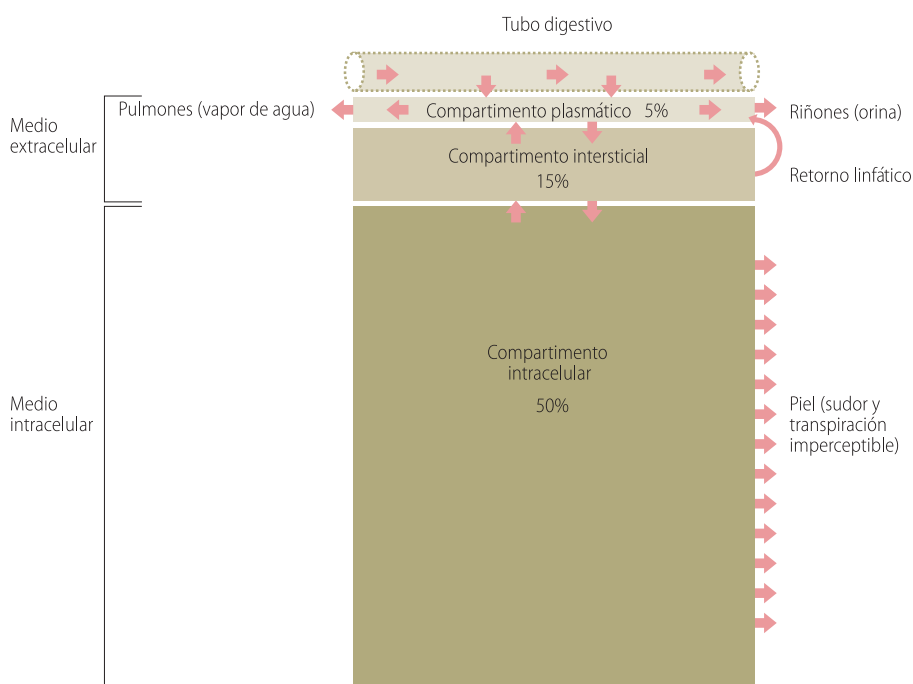 Tubo digestivo
Pulmones (vapor de agua)
Compartimento plasmático 5%
Riñones (orina)
Medio
extracelular
Compartimento intersticial
15%
Retorno linfático
Compartimento
intracelular
50%
Medio
intracelular
Piel (sudor y
transpiración
imperceptible)